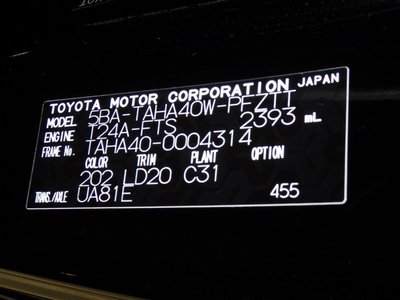 TOYOTA MOTOR CORPORATION JAPAN
MODEL 5BA-TAHA40W-PFZTT
ENGINE T24A-FTS 2393 mL
FRAME No. TAHA40-0004314
COLOR TRIM PLANT OPTION
202 LD20 C31
TRANS./AXLE UA81E 455